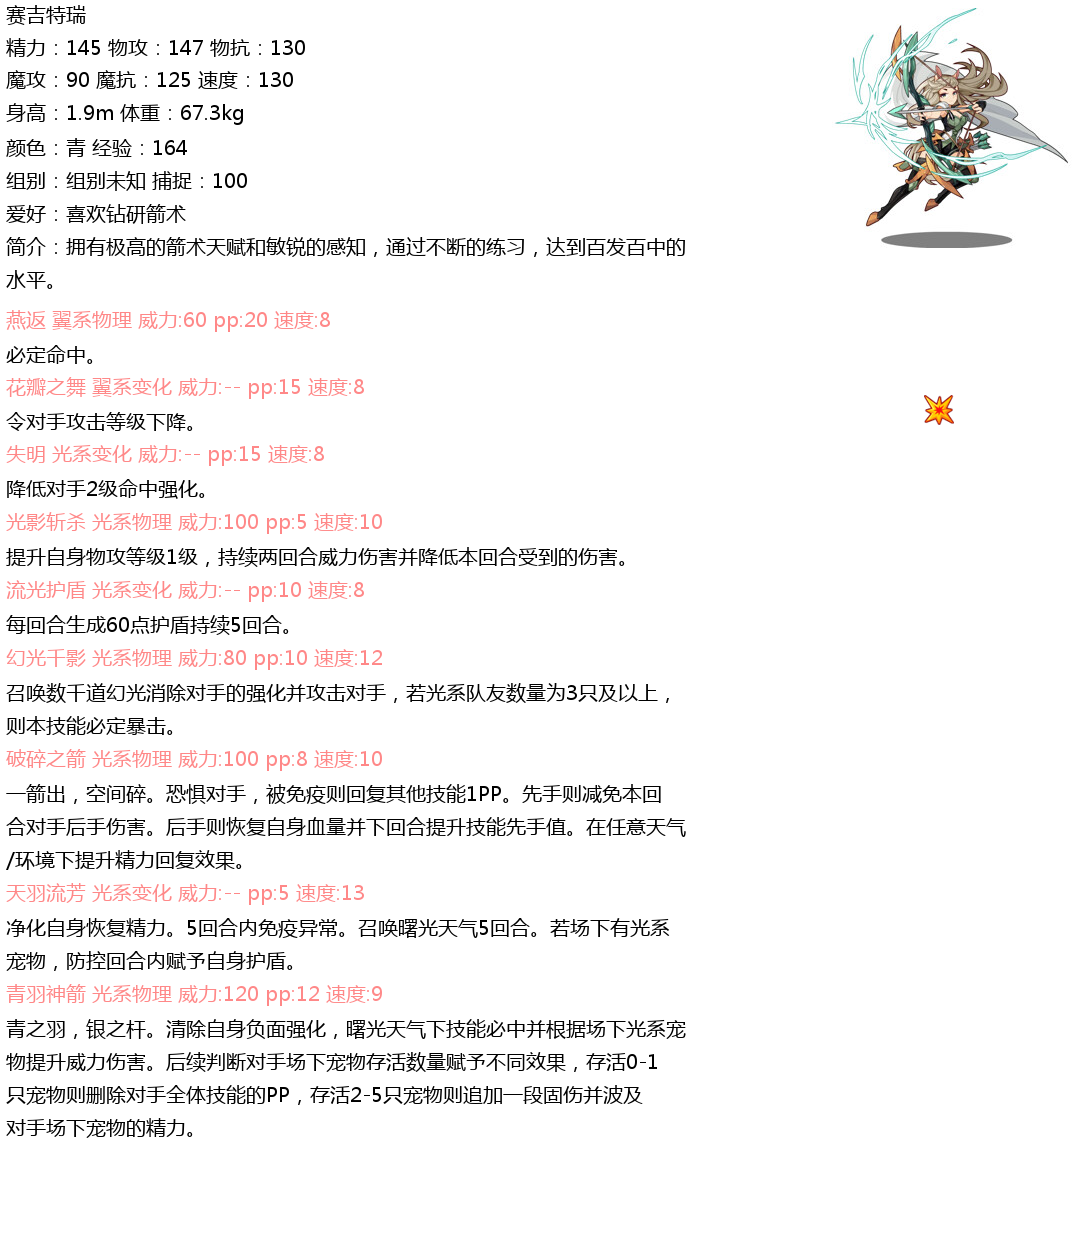 赛吉特瑞
精力：145 物攻：147 物抗：130
魔攻：90 魔抗：125 速度：130
身高：1.9m 体重：67.3kg
颜色：青 经验：164
组别：组别未知 捕捉：100
爱好：喜欢钻研箭术
简介：拥有极高的箭术天赋和敏锐的感知，通过不断的练习，达到百发百中的
水平。
燕返 翼系物理 威力:60 pp:20 速度:8
必定命中。
花瓣之舞 翼系变化 威力:-- pp:15 速度:8
令对手攻击等级下降。
失明 光系变化 威力:-- pp:15 速度:8
降低对手2级命中强化。
光影斩杀 光系物理 威力:100 pp:5 速度:10
提升自身物攻等级1级，持续两回合威力伤害并降低本回合受到的伤害。
流光护盾 光系变化 威力:-- pp:10 速度:8
每回合生成60点护盾持续5回合。
幻光千影 光系物理 威力:80 pp:10 速度:12
召唤数千道幻光消除对手的强化并攻击对手，若光系队友数量为3只及以上，
则本技能必定暴击。
破碎之箭 光系物理 威力:100 pp:8 速度:10
一箭出，空间碎。恐惧对手，被免疫则回复其他技能1PP。先手则减免本回
合对手后手伤害。后手则恢复自身血量并下回合提升技能先手值。在任意天气
/环境下提升精力回复效果。
天羽流芳 光系变化 威力:-- pp:5 速度:13
净化自身恢复精力。5回合内免疫异常。召唤曙光天气5回合。若场下有光系
宠物，防控回合内赋予自身护盾。
青羽神箭 光系物理 威力:120 pp:12 速度:9
青之羽，银之杆。清除自身负面强化，曙光天气下技能必中并根据场下光系宠
物提升威力伤害。后续判断对手场下宠物存活数量赋予不同效果，存活0-1
只宠物则删除对手全体技能的PP，存活2-5只宠物则追加一段固伤并波及
对手场下宠物的精力。